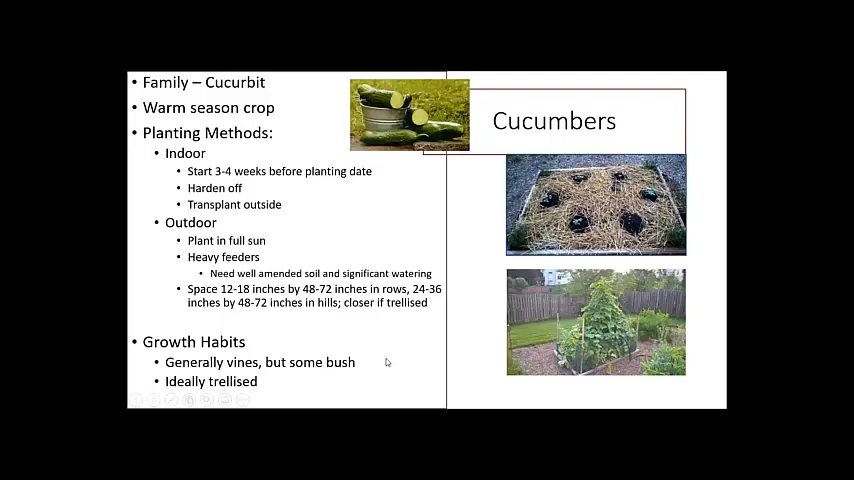 • Family – Cucurbit
• Warm season crop
• Planting Methods:
• Indoor
• Start 3-4 weeks before planting date
• Harden off
• Transplant outside
• Outdoor
• Plant in full sun
• Heavy feeders
• Need well amended soil and significant watering
• Space 12-18 inches by 48-72 inches in rows, 24-36
inches by 48-72 inches in hills; closer if trellised
• Growth Habits
• Generally vines, but some bush
• Ideally trellised
Cucumbers